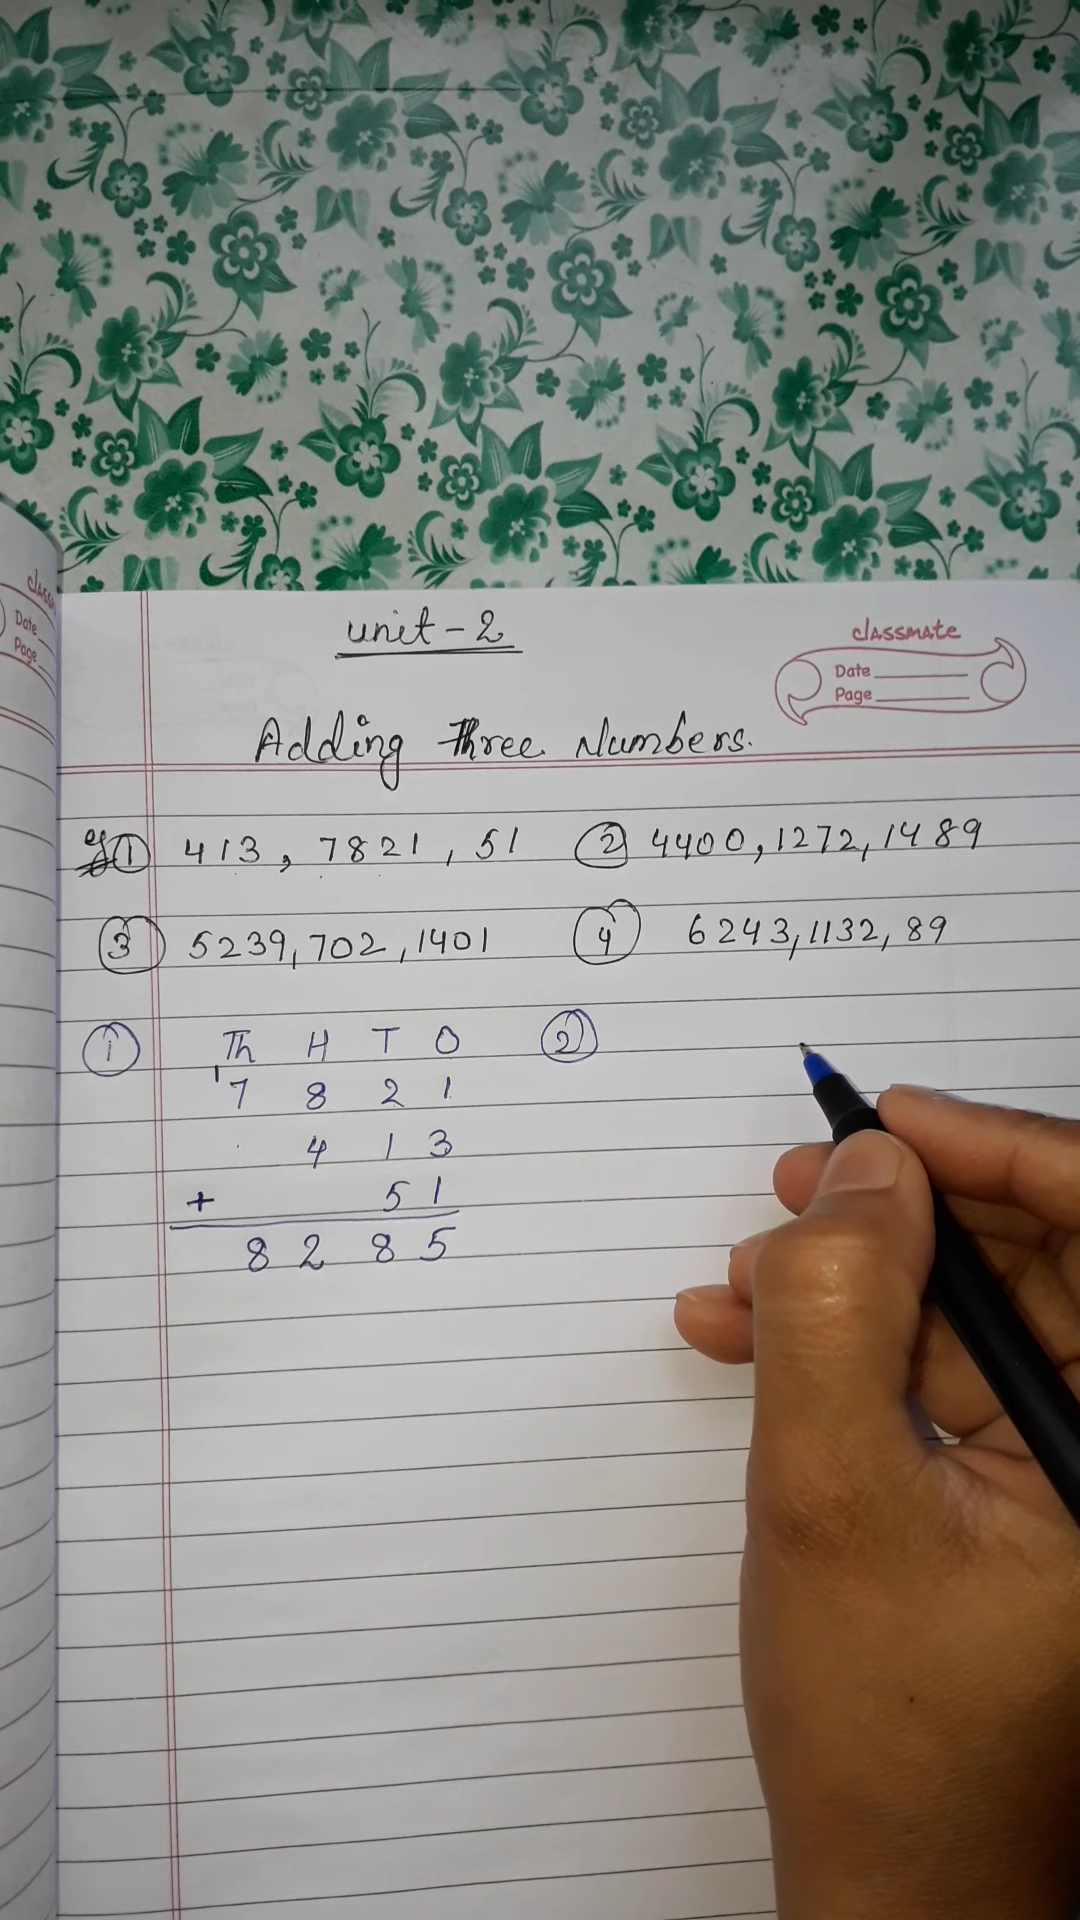 unit-2
classmate
Date
Page
Adding Three Numbers.
① 413, 7821, 51 ② 4400, 1272, 1489
③ 5239, 702, 1401 ④ 6243, 1132, 89
① Th H T O ②
1
7 8 2 1
4 1 3
+ 5 1
8 2 8 5
Date
Page